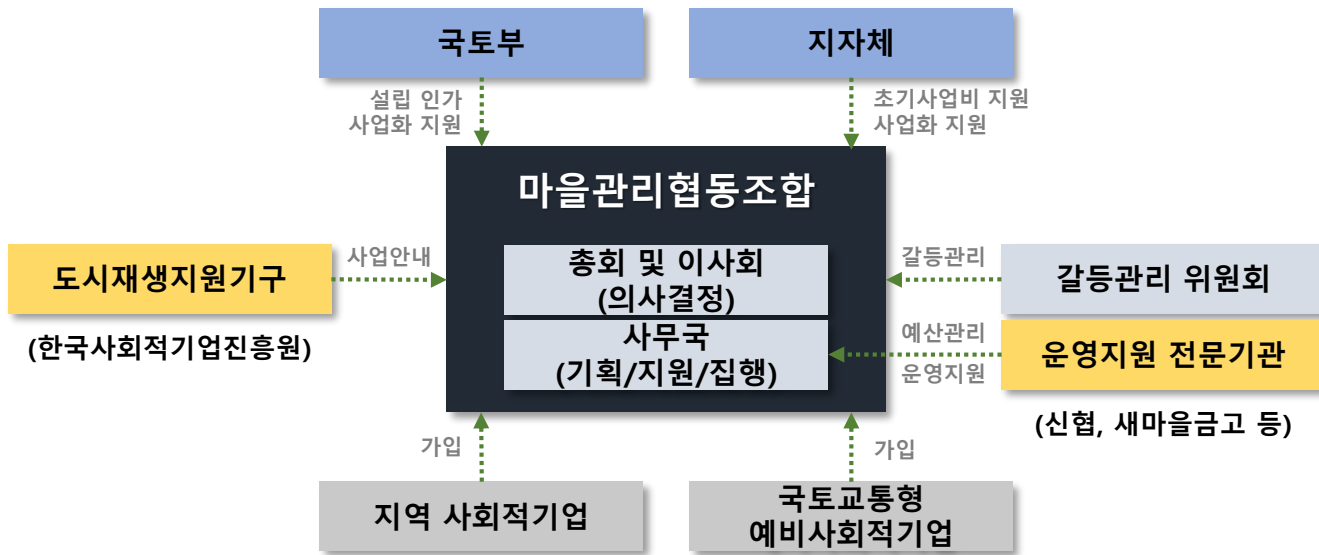 국토부
지자체
설립 인가
사업화 지원
초기사업비 지원
사업화 지원
마을관리협동조합
도시재생지원기구
(한국사회적기업진흥원)
사업안내
총회 및 이사회
(의사결정)
사무국
(기획/지원/집행)
갈등관리
갈등관리 위원회
예산관리
운영지원
운영지원 전문기관
(신협, 새마을금고 등)
가입
가입
지역 사회적기업
국토교통형
예비사회적기업